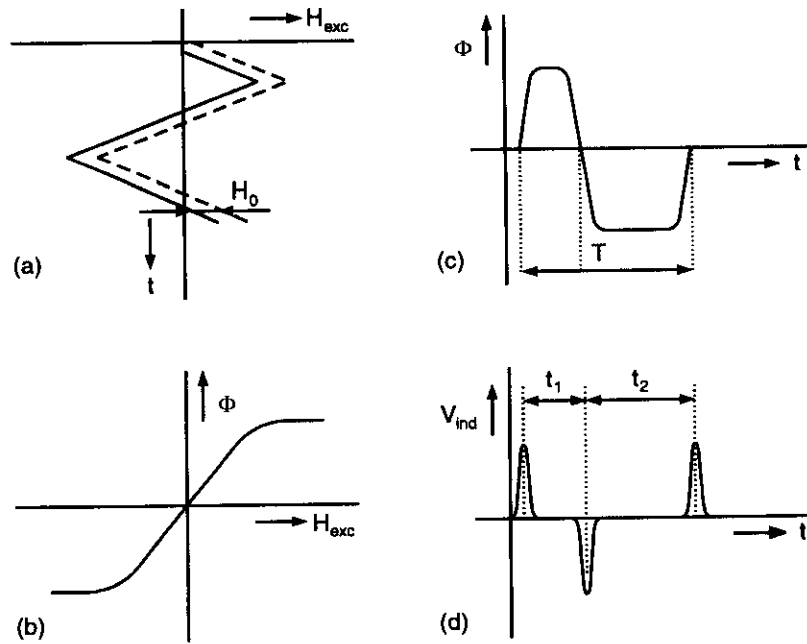 H_exc
H_0
t
(a)
Φ
t
T
(c)
Φ
H_exc
(b)
t_1 t_2
V_ind
t
(d)